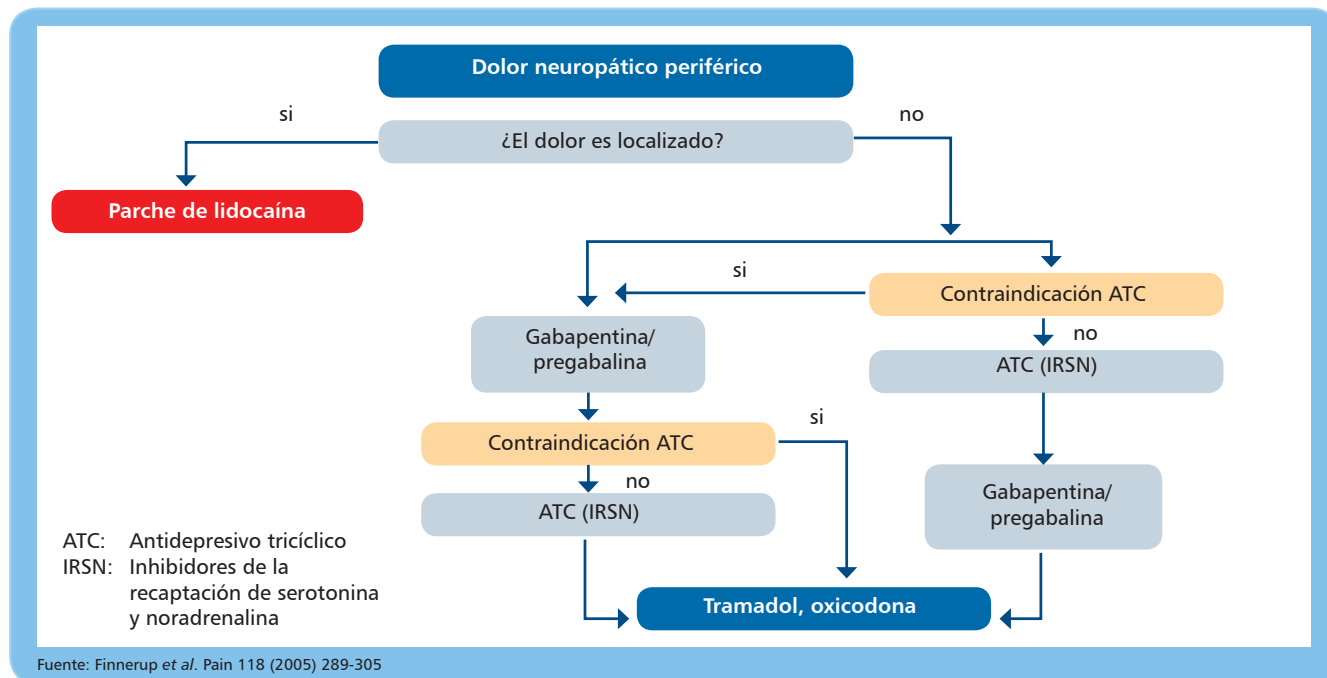 Dolor neuropático periférico
si
no
¿El dolor es localizado?
Parche de lidocaína
si
Contraindicación ATC
no
Gabapentina/
pregabalina
ATC (IRSN)
si
Contraindicación ATC
no
ATC (IRSN)
Gabapentina/
pregabalina
ATC: Antidepresivo tricíclico
IRSN: Inhibidores de la
recaptación de serotonina
y noradrenalina
Tramadol, oxicodona
Fuente: Finnerup et al. Pain 118 (2005) 289-305